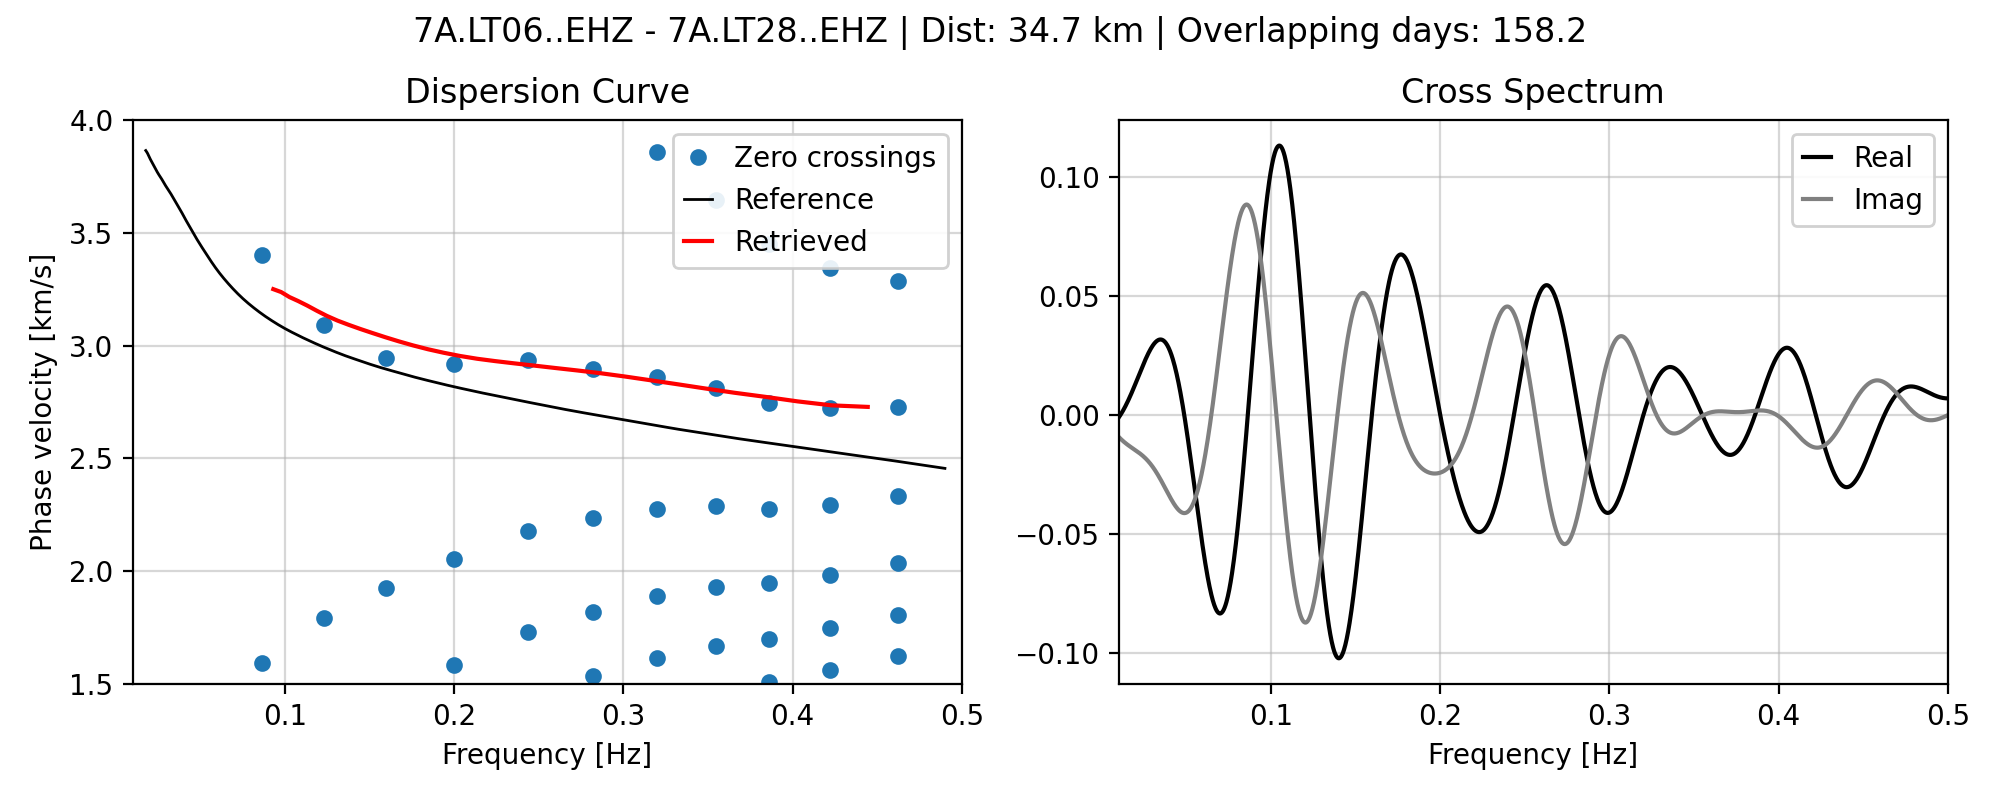 7A.LT06..EHZ - 7A.LT28..EHZ | Dist: 34.7 km | Overlapping days: 158.2
Dispersion Curve
4.0
3.5
3.0
2.5
2.0
1.5
Phase velocity [km/s]
Zero crossings
Reference
Retrieved
0.1 0.2 0.3 0.4 0.5
Frequency [Hz]
Cross Spectrum
0.10
0.05
0.00
−0.05
−0.10
Real
Imag
0.1 0.2 0.3 0.4 0.5
Frequency [Hz]